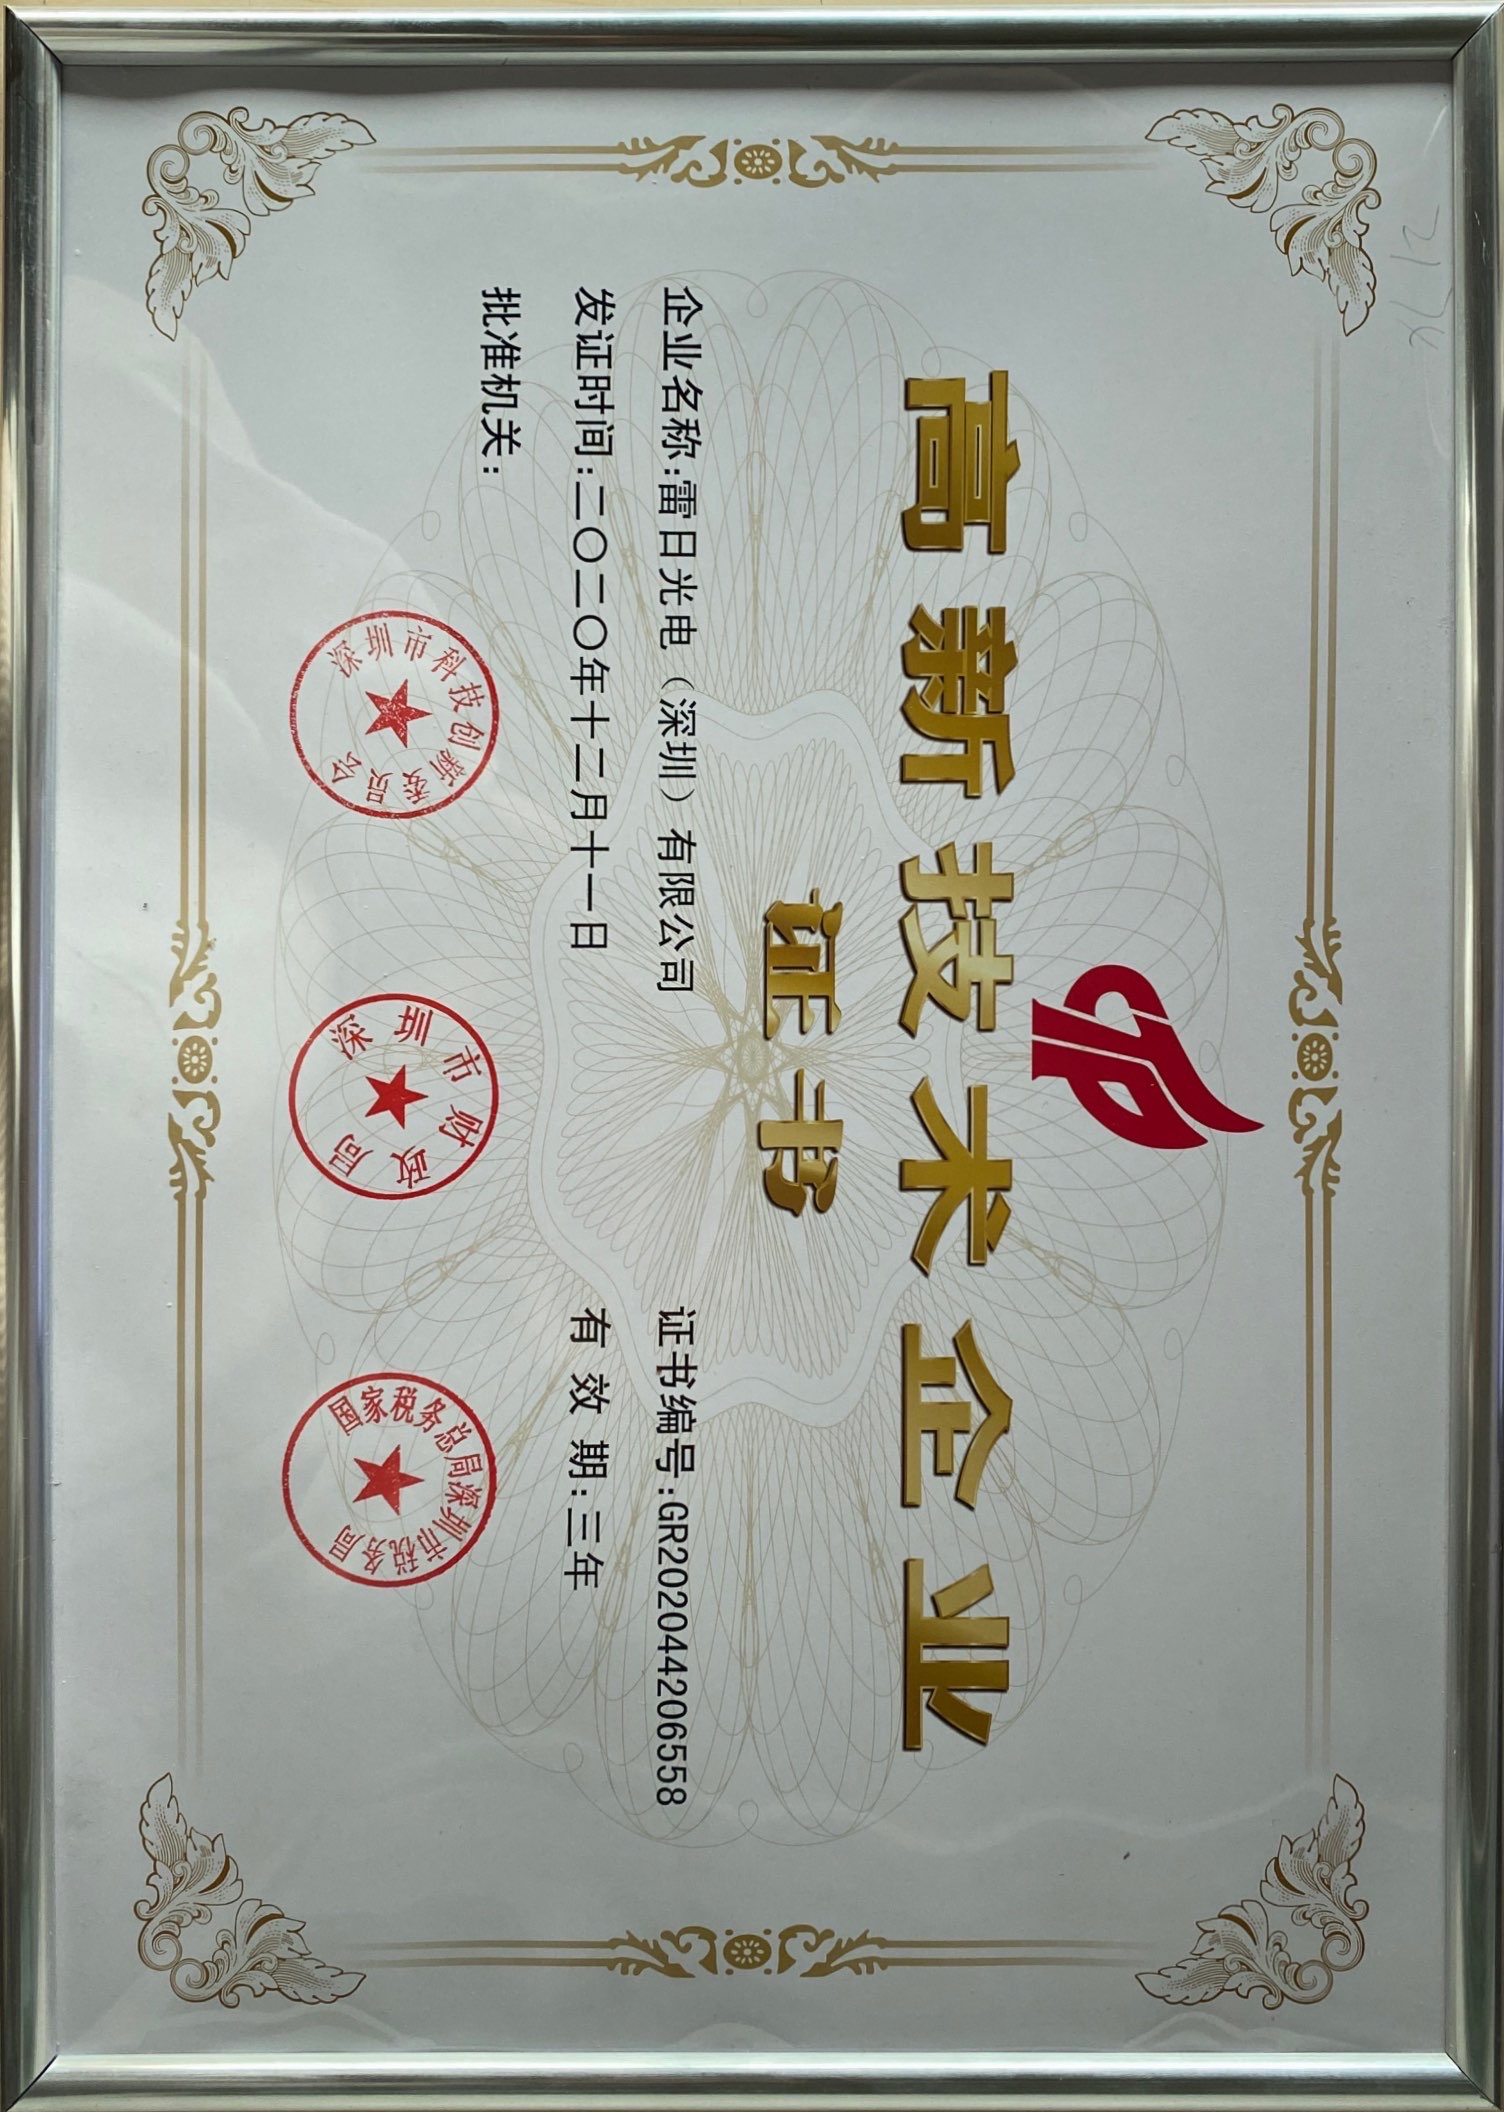 高新技术企业
证书
企业名称:雷日光电（深圳）有限公司
证书编号:GR202044206558
发证时间:二〇二〇年十二月十一日
有效期:三年
批准机关:
深圳市科技创新委员会
深圳市财政局
国家税务总局深圳市税务局